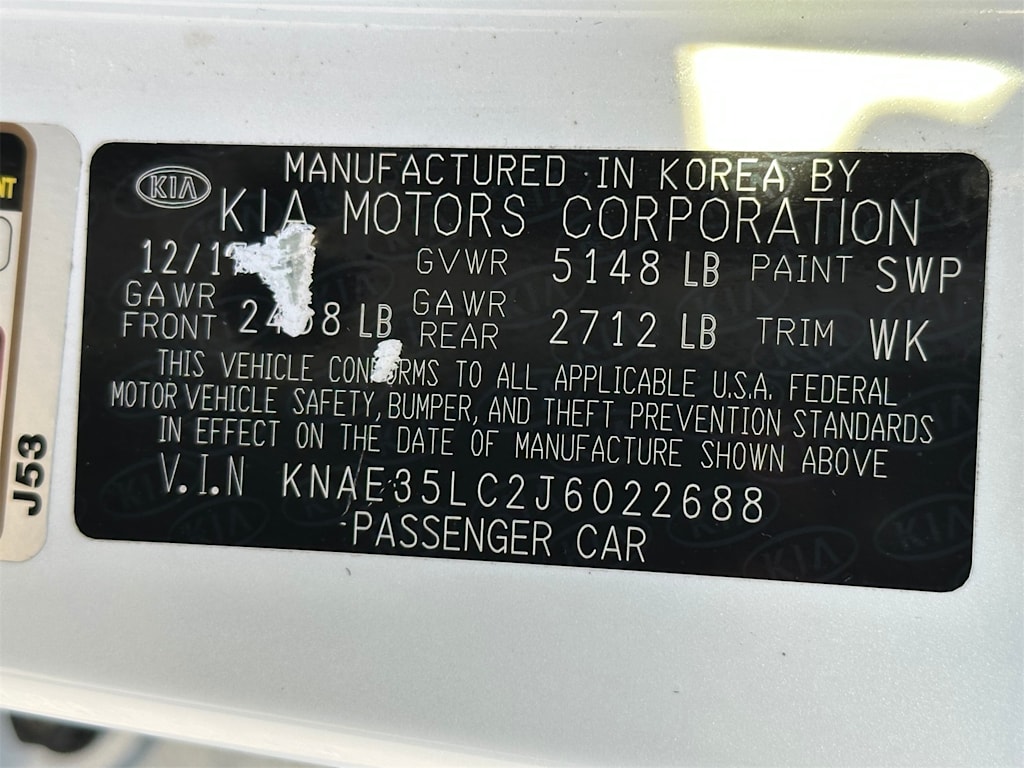 NT
J53
KIA
MANUFACTURED IN KOREA BY
KIA MOTORS CORPORATION
GVWR 5148 LB PAINT SWP
GAWR FRONT LB GAWR REAR 2712 LB TRIM WK
THIS VEHICLE CONFORMS TO ALL APPLICABLE U.S.A. FEDERAL
MOTOR VEHICLE SAFETY, BUMPER, AND THEFT PREVENTION STANDARDS
IN EFFECT ON THE DATE OF MANUFACTURE SHOWN ABOVE
V.I.N KNAE35LC2J6022688
PASSENGER CAR